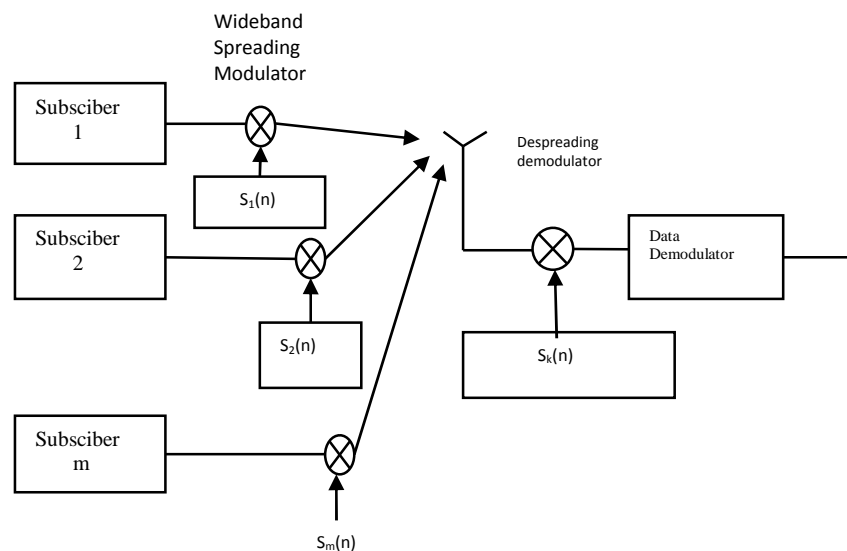 Wideband
Spreading
Modulator
Subsciber
1
S₁(n)
Despreading
demodulator
Subsciber
2
S₂(n)
Data
Demodulator
Sₖ(n)
Subsciber
m
Sₘ(n)